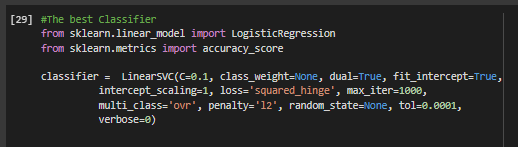 [29] #The best Classifier
from sklearn.linear_model import LogisticRegression
from sklearn.metrics import accuracy_score
classifier =  LinearSVC(C=0.1, class_weight=None, dual=True, fit_intercept=True,
intercept_scaling=1, loss='squared_hinge', max_iter=1000,
multi_class='ovr', penalty='l2', random_state=None, tol=0.0001,
verbose=0)